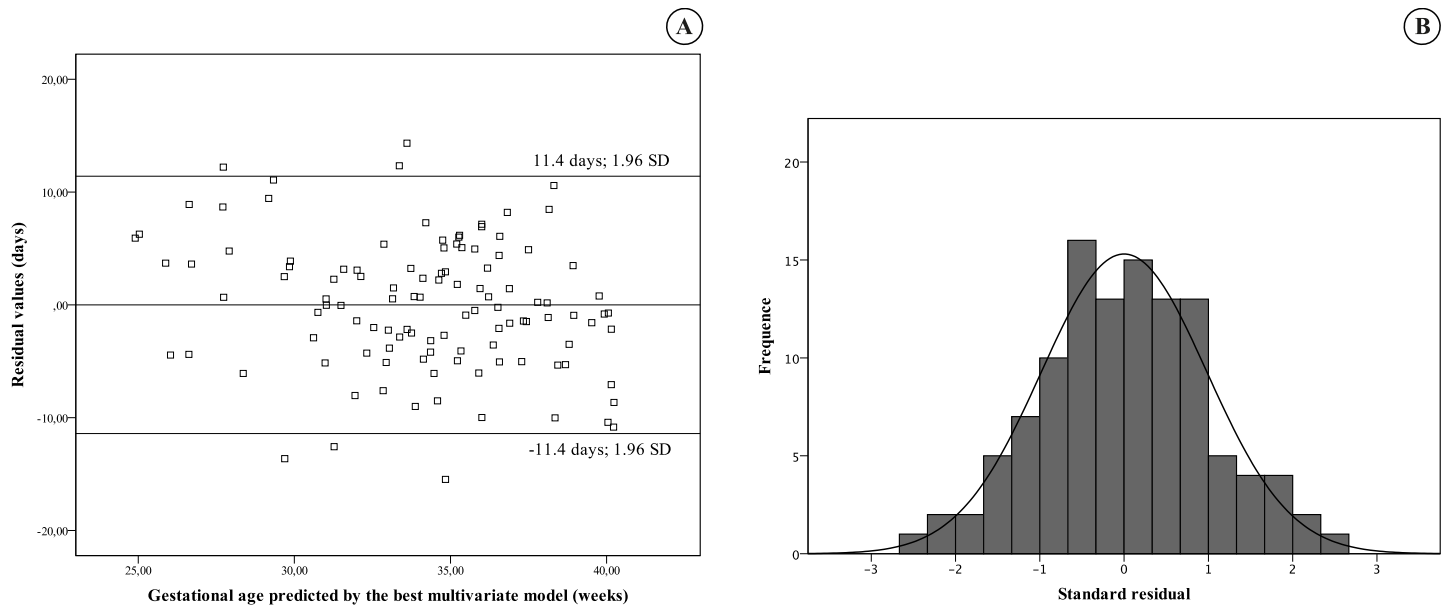 A
20,00
10,00
,00
-10,00
-20,00
Residual values (days)
11.4 days; 1.96 SD
-11.4 days; 1.96 SD
25,00 30,00 35,00 40,00
Gestational age predicted by the best multivariate model (weeks)
B
20
15
10
5
0
Frequence
-3 -2 -1 0 1 2 3
Standard residual